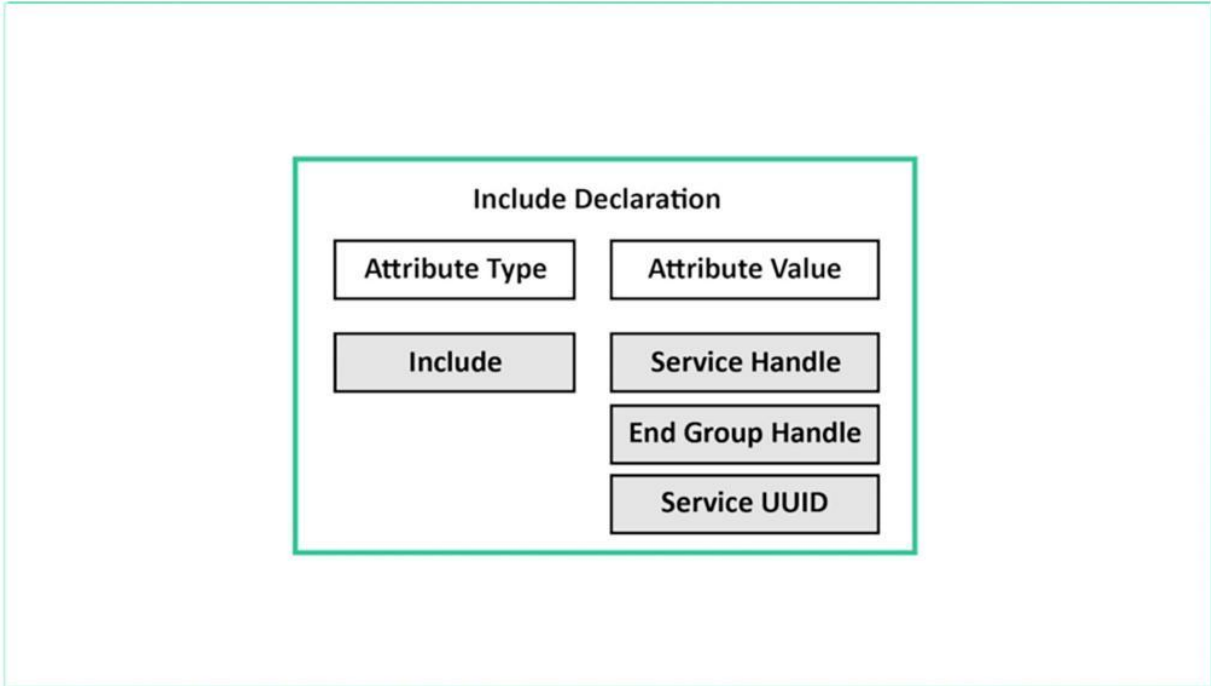 Include Declaration
Attribute Type
Attribute Value
Include
Service Handle
End Group Handle
Service UUID